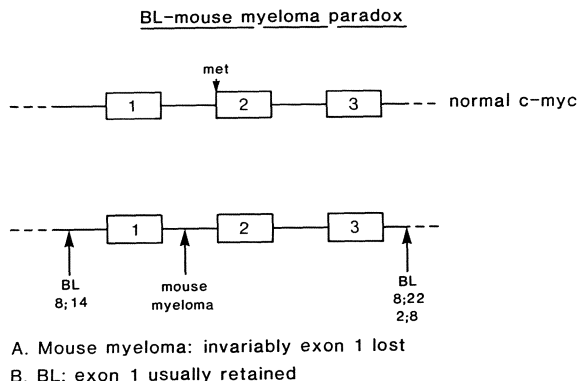 BL-mouse myeloma paradox
met
1
2
3
normal c-myc
1
2
3
BL
8;14
mouse
myeloma
BL
8;22
2;8
A. Mouse myeloma: invariably exon 1 lost
B. BL: exon 1 usually retained